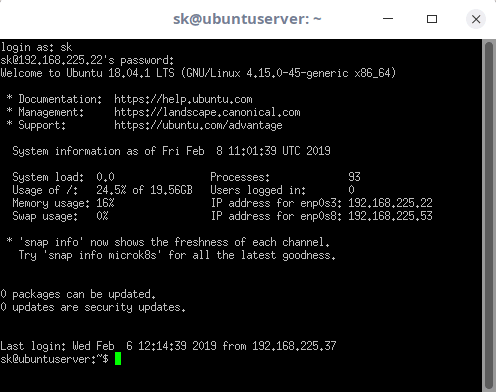 sk@ubuntuserver: ~
login as: sk
sk@192.168.225.22's password:
Welcome to Ubuntu 18.04.1 LTS (GNU/Linux 4.15.0-45-generic x86_64)
* Documentation:  https://help.ubuntu.com
* Management:     https://landscape.canonical.com
* Support:        https://ubuntu.com/advantage
System information as of Fri Feb  8 11:01:39 UTC 2019
System load:  0.0                Processes:             93
Usage of /:   24.5% of 19.56GB   Users logged in:       0
Memory usage: 16%                IP address for enp0s3: 192.168.225.22
Swap usage:   0%                 IP address for enp0s8: 192.168.225.53
* 'snap info' now shows the freshness of each channel.
Try 'snap info microk8s' for all the latest goodness.
0 packages can be updated.
0 updates are security updates.
Last login: Wed Feb  6 12:14:39 2019 from 192.168.225.37
sk@ubuntuserver:~$